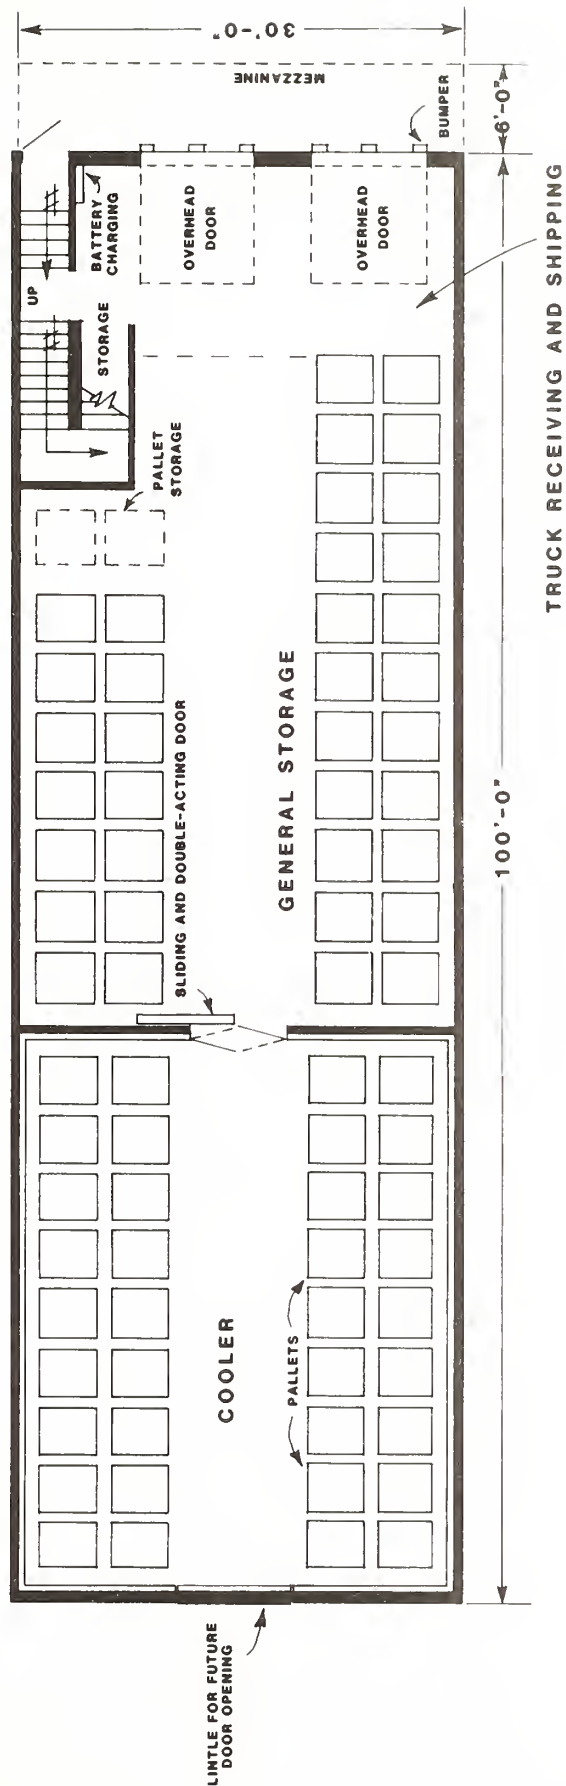 30'-0"
MEZZANINE
6'-0"
BUMPER
BATTERY
CHARGING
OVERHEAD
DOOR
OVERHEAD
DOOR
UP
STORAGE
PALLET
STORAGE
TRUCK RECEIVING AND SHIPPING
SLIDING AND DOUBLE-ACTING DOOR
GENERAL STORAGE
100'-0"
COOLER
PALLETS
LINTLE FOR FUTURE
DOOR OPENING